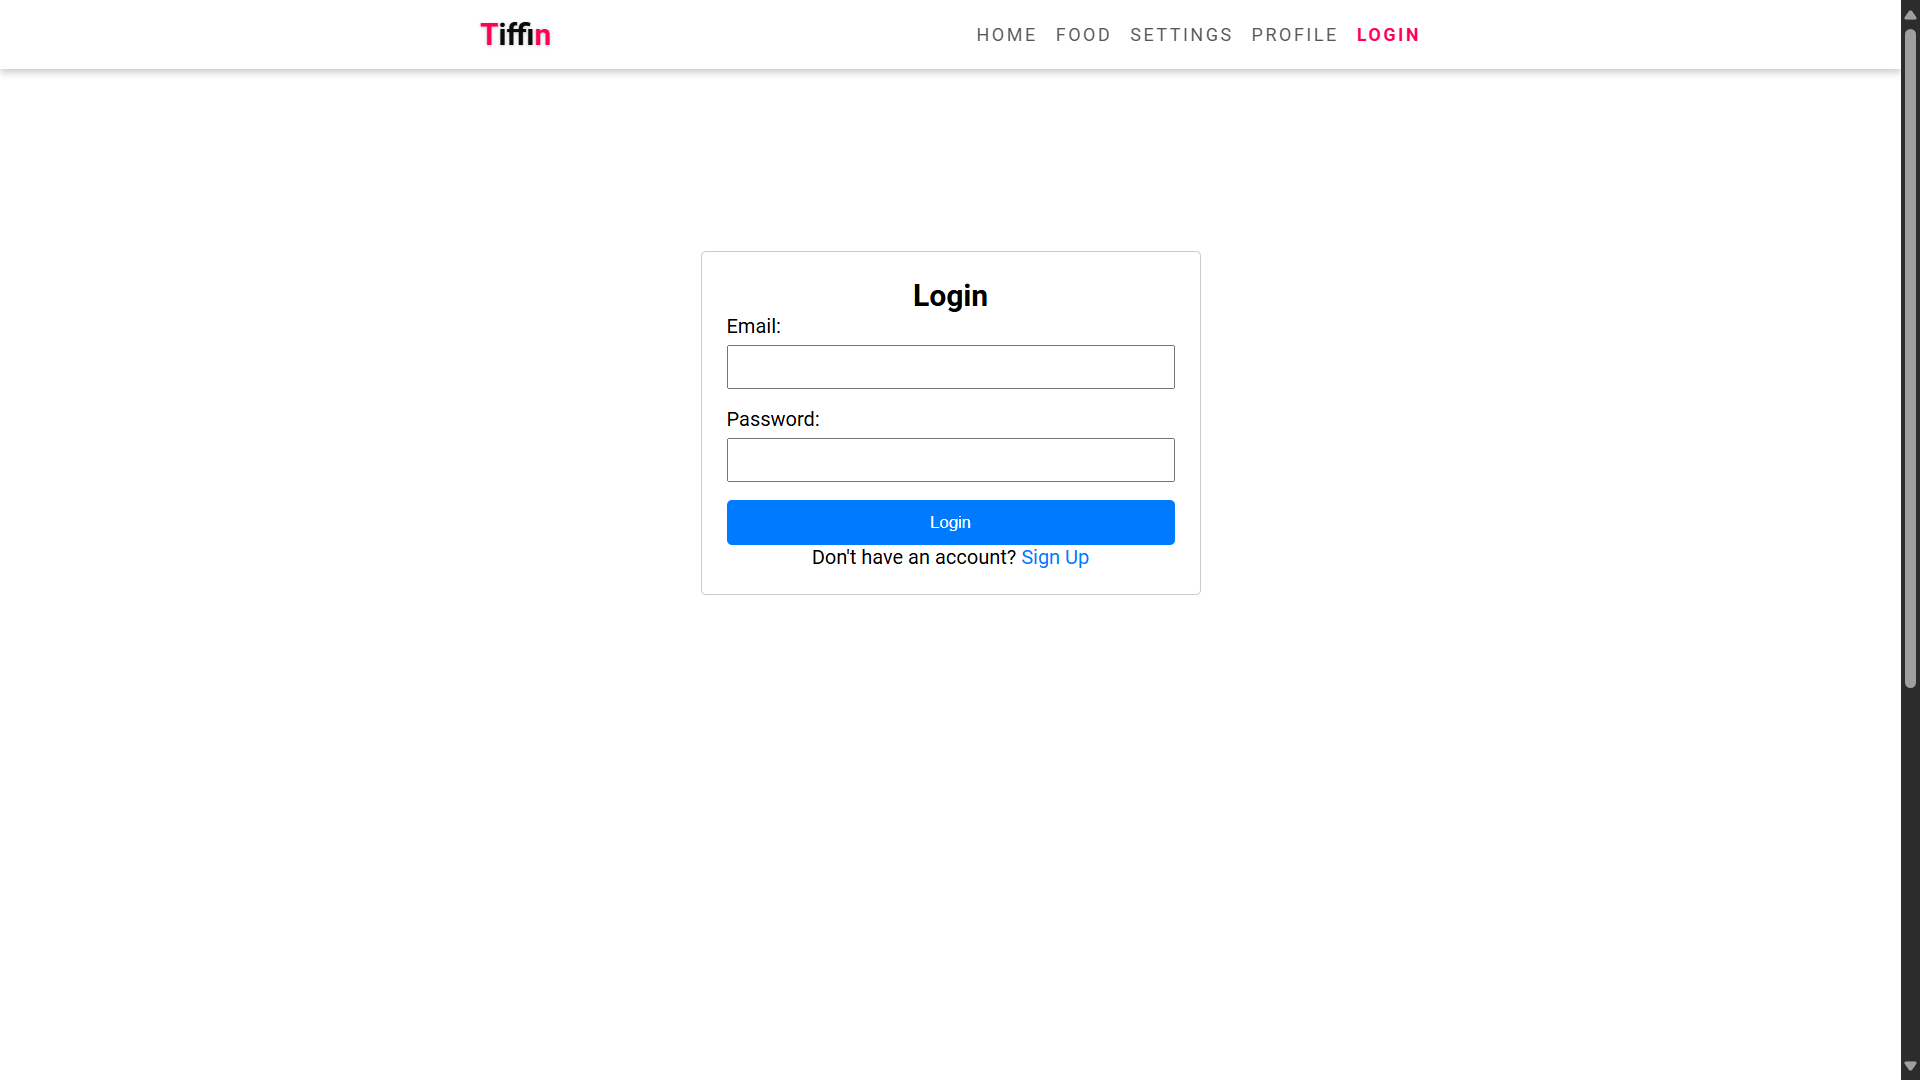 Tiffin
HOME FOOD SETTINGS PROFILE LOGIN
Login
Email:
Password:
Login
Don't have an account? Sign Up